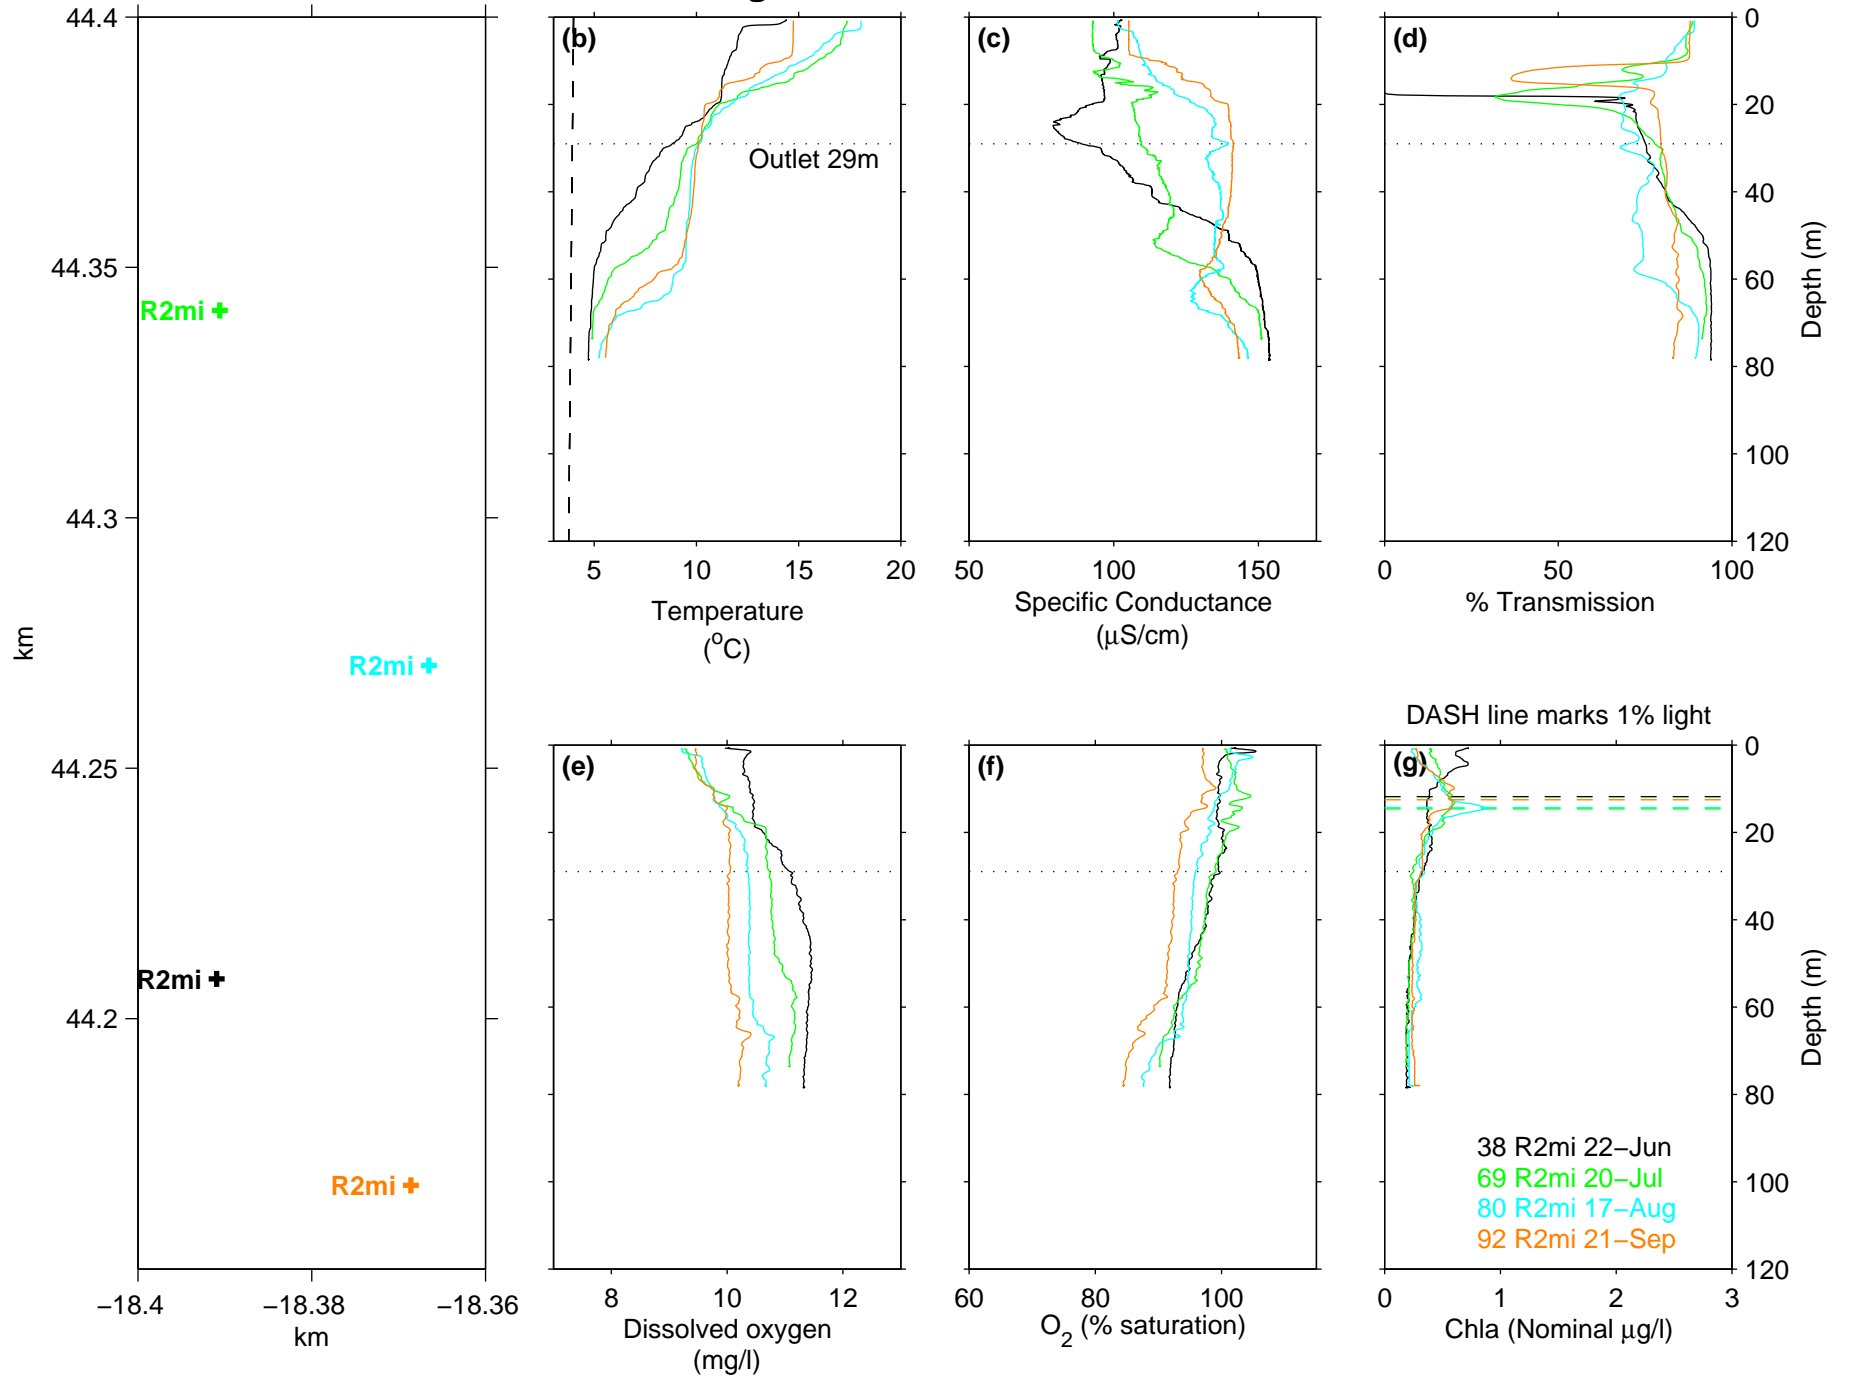 44.4
44.35
44.3
44.25
44.2
km
−18.4
−18.38
−18.36
km
R2mi
R2mi
R2mi
R2mi
(b)
Outlet 29m
5
10
15
20
Temperature
(°C)
(c)
50
100
150
Specific Conductance
(µS/cm)
(d)
0
50
100
% Transmission
0
20
40
60
80
100
120
Depth (m)
(e)
8
10
12
Dissolved oxygen
(mg/l)
(f)
60
80
100
O2 (% saturation)
DASH line marks 1% light
(g)
38 R2mi 22−Jun
69 R2mi 20−Jul
80 R2mi 17−Aug
92 R2mi 21−Sep
0
1
2
3
Chla (Nominal µg/l)
0
20
40
60
80
100
120
Depth (m)